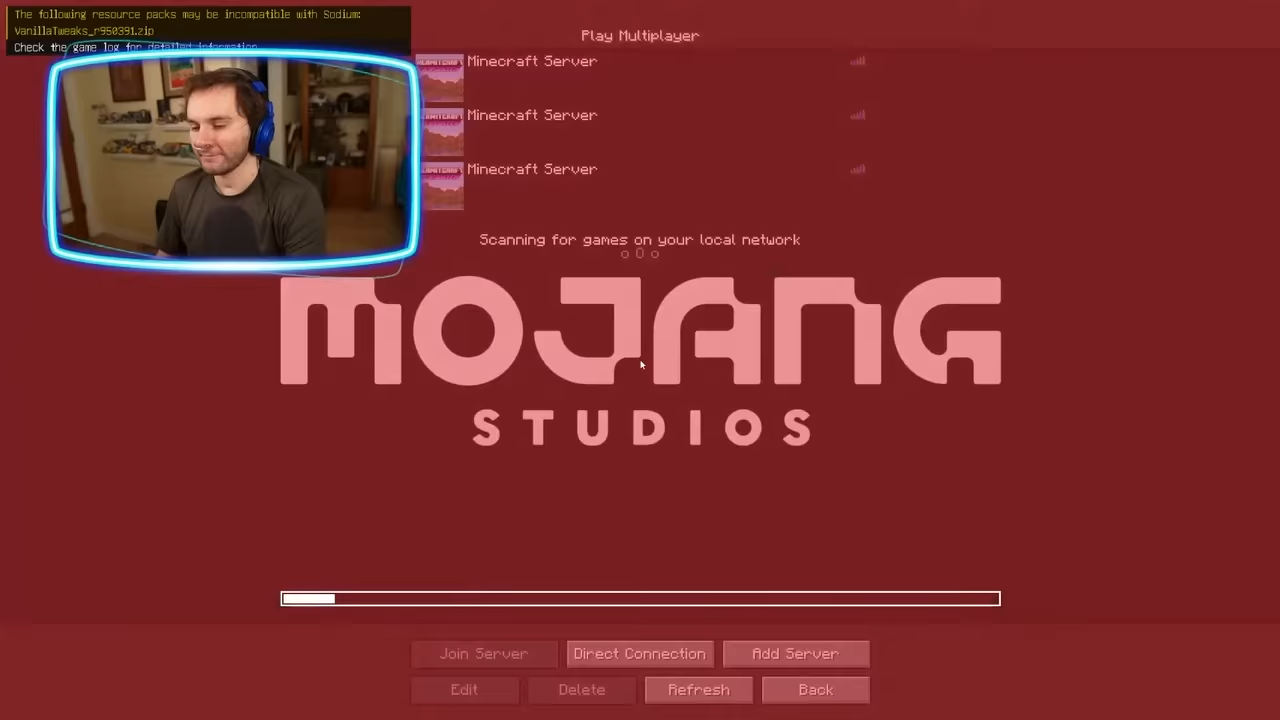 The following resource packs may be incompatible with Sodium:
VanillaTweaks_r950391.zip
Check the game log for detailed information
Play Multiplayer
Minecraft Server
Minecraft Server
Minecraft Server
Scanning for games on your local network
MOJANG
STUDIOS
Join Server
Direct Connection
Add Server
Edit
Delete
Refresh
Back